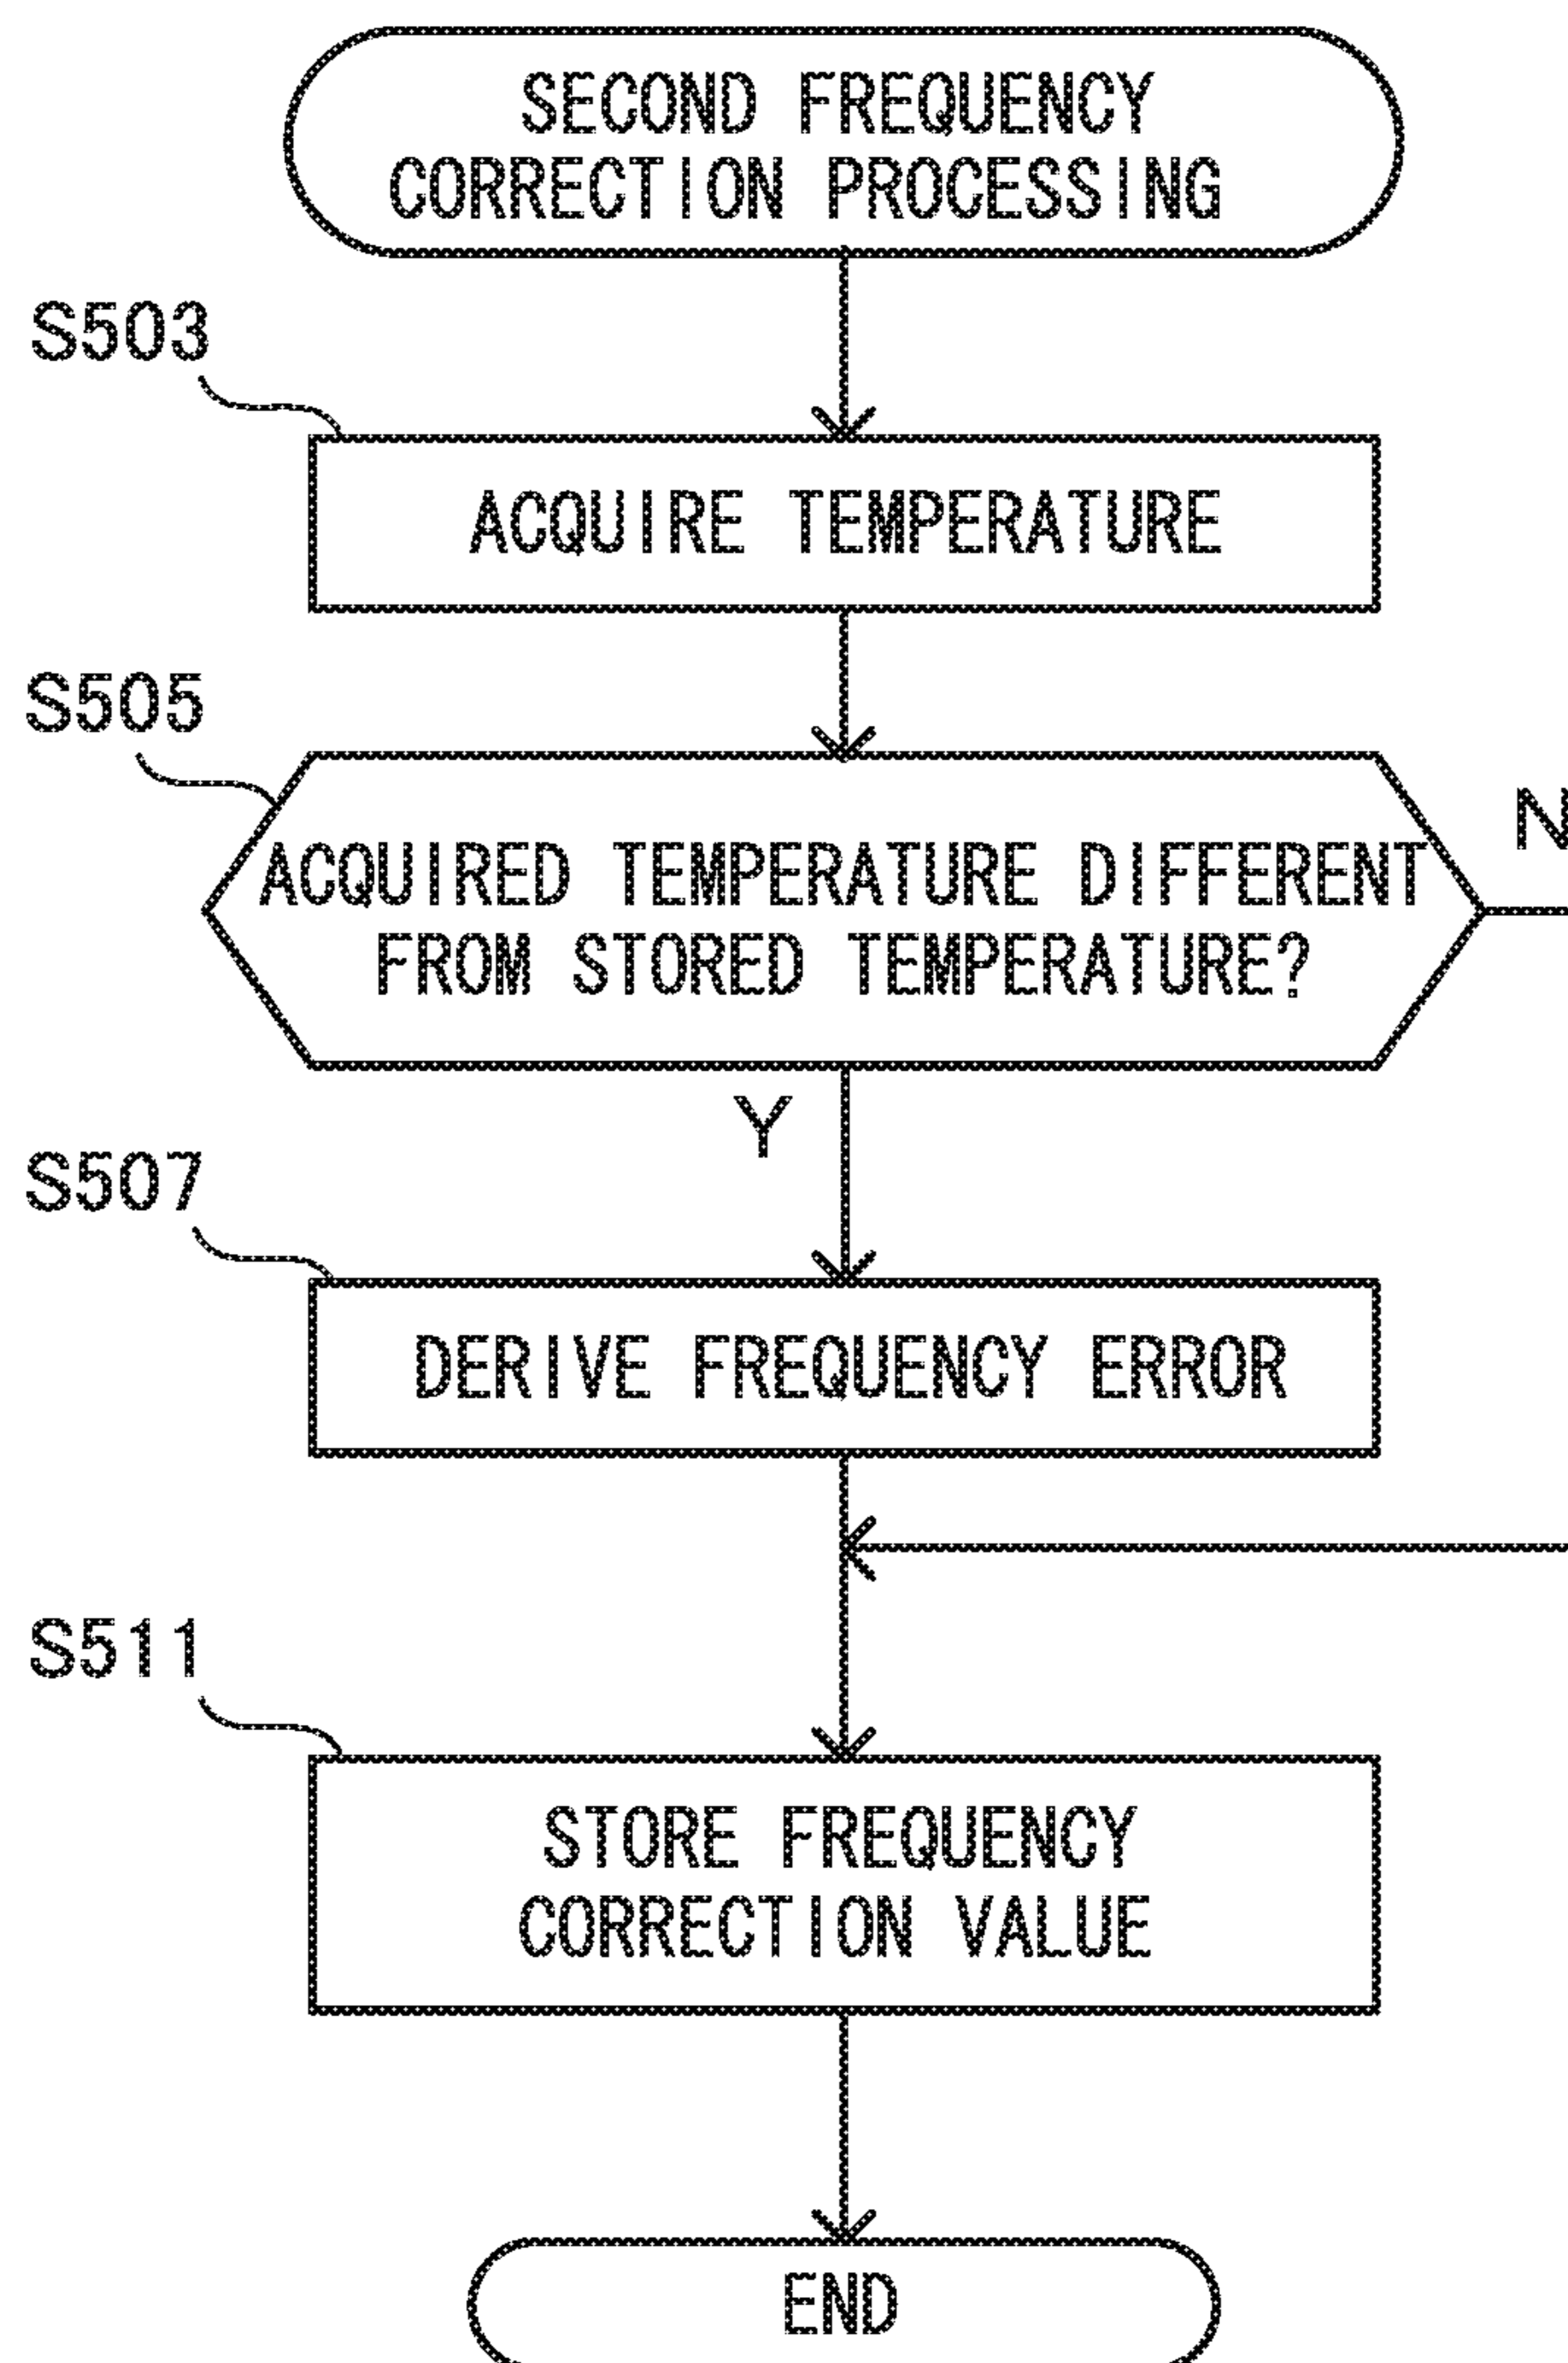 SECOND FREQUENCY
CORRECTION PROCESSING
S503
ACQUIRE TEMPERATURE
S505
N
ACQUIRED TEMPERATURE DIFFERENT
FROM STORED TEMPERATURE?
Y
S507
DERIVE FREQUENCY ERROR
S511
STORE FREQUENCY
CORRECTION VALUE
END